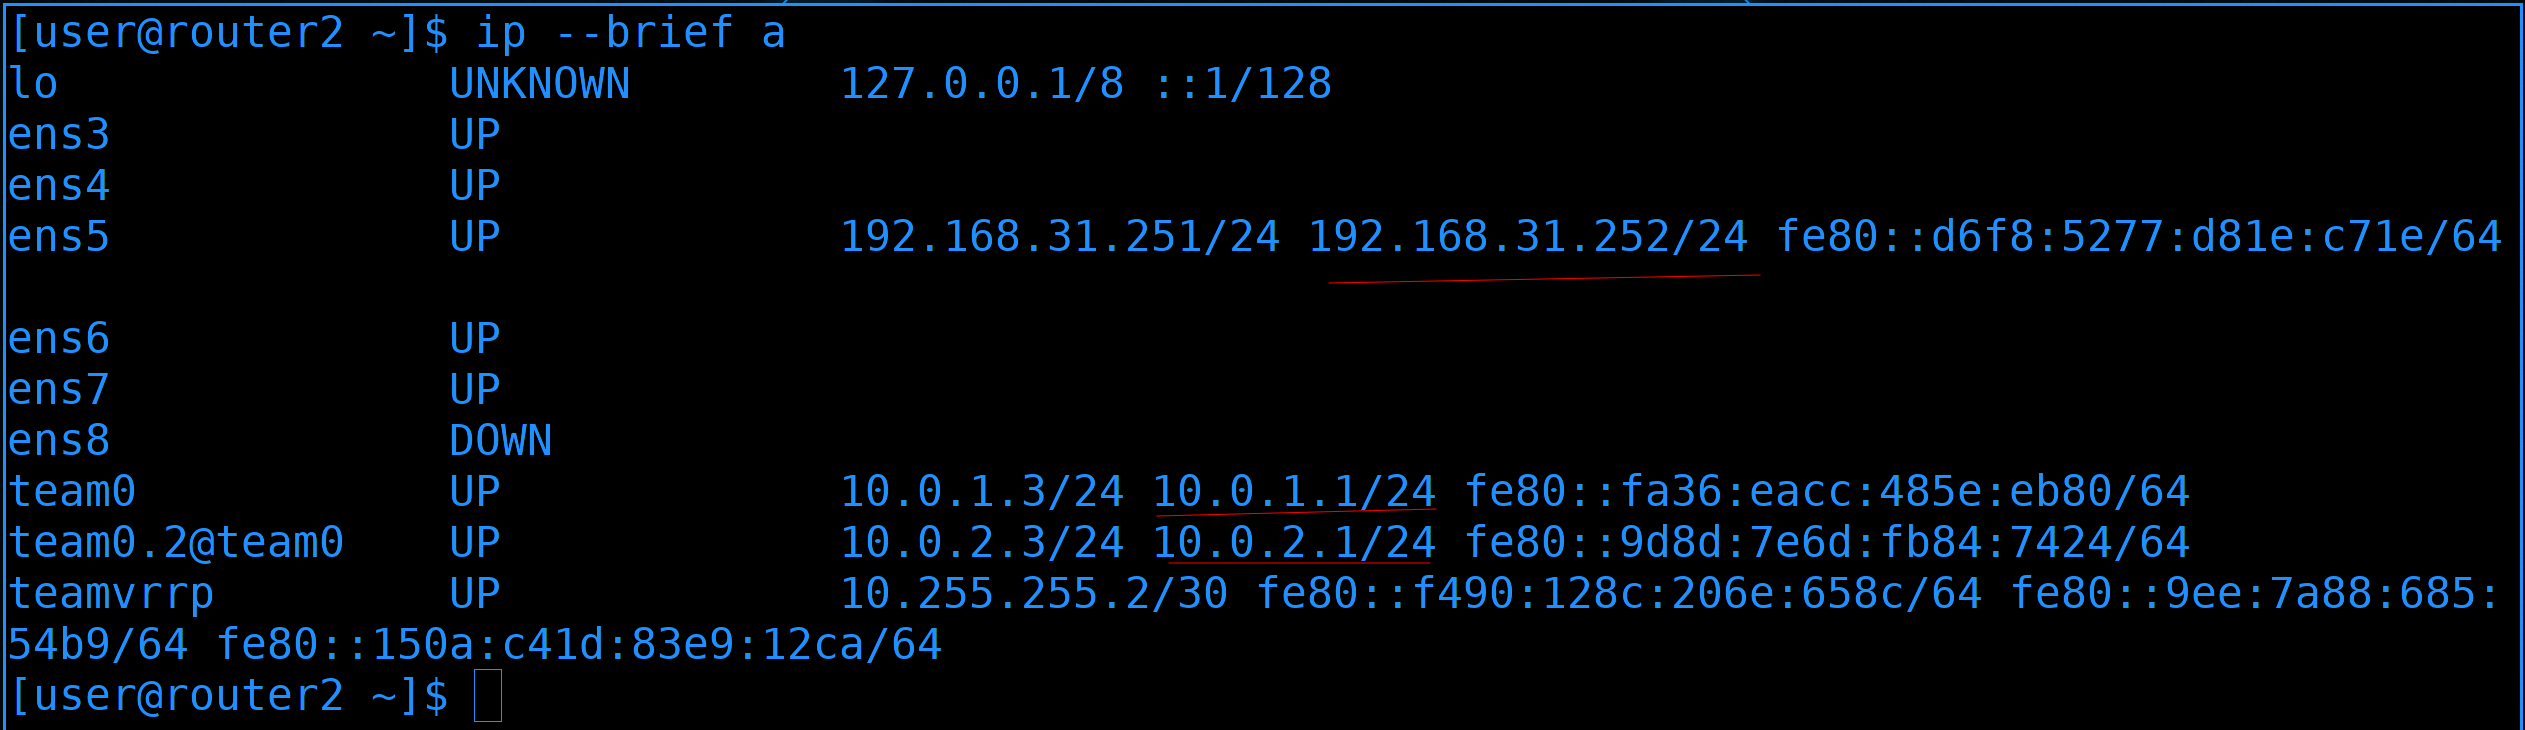 [user@router2 ~]$ ip --brief a
lo UNKNOWN 127.0.0.1/8 ::1/128
ens3 UP
ens4 UP
ens5 UP 192.168.31.251/24 192.168.31.252/24 fe80::d6f8:5277:d81e:c71e/64
ens6 UP
ens7 UP
ens8 DOWN
team0 UP 10.0.1.3/24 10.0.1.1/24 fe80::fa36:eacc:485e:eb80/64
team0.2@team0 UP 10.0.2.3/24 10.0.2.1/24 fe80::9d8d:7e6d:fb84:7424/64
teamvrrp UP 10.255.255.2/30 fe80::f490:128c:206e:658c/64 fe80::9ee:7a88:685:
54b9/64 fe80::150a:c41d:83e9:12ca/64
[user@router2 ~]$